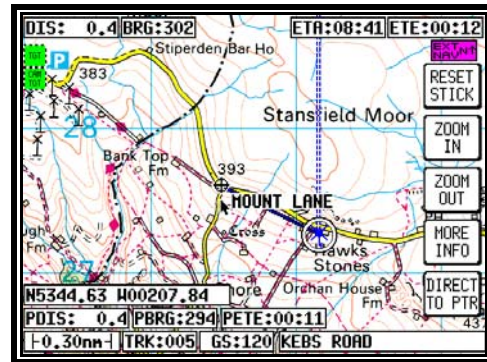 DIS: 0.4 BRG:302 ETA:08:41 ETE:00:12
EXT NAV
TGT
P
Stiperden Bar Ho
RESET STICK
383
28
Stansfield Moor
ZOOM IN
Bank Top Fm
393
ZOOM OUT
MOUNT LANE
Cross
MORE INFO
Fm
Hawks Stones
27
Orchan House Fm
DIRECT TO PTR
N5344.63 W00207.84
PDIS: 0.4 PBRG:294 PETE:00:11
0.30nm TRK:005 GS:120 KEBS ROAD